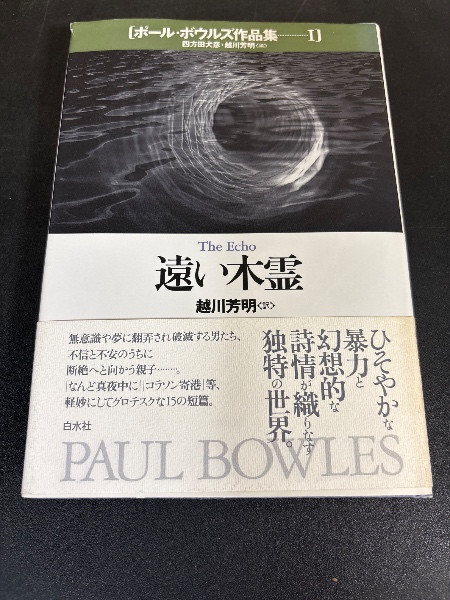 〔ポール・ボウルズ作品集———I〕
四方田犬彦・越川芳明〈編〉
The Echo
遠い木霊
越川芳明〈訳〉
無意識や夢に翻弄され破滅する男たち、
不信と不安のうちに
断絶へと向かう親子………。
「なんど真夜中に」「コラソン寄港」等、
軽妙にしてグロテスクな15の短篇。
白水社
ひそやかな
暴力と
幻想的な
詩情が織りなす
独特の世界。
PAUL BOWLES